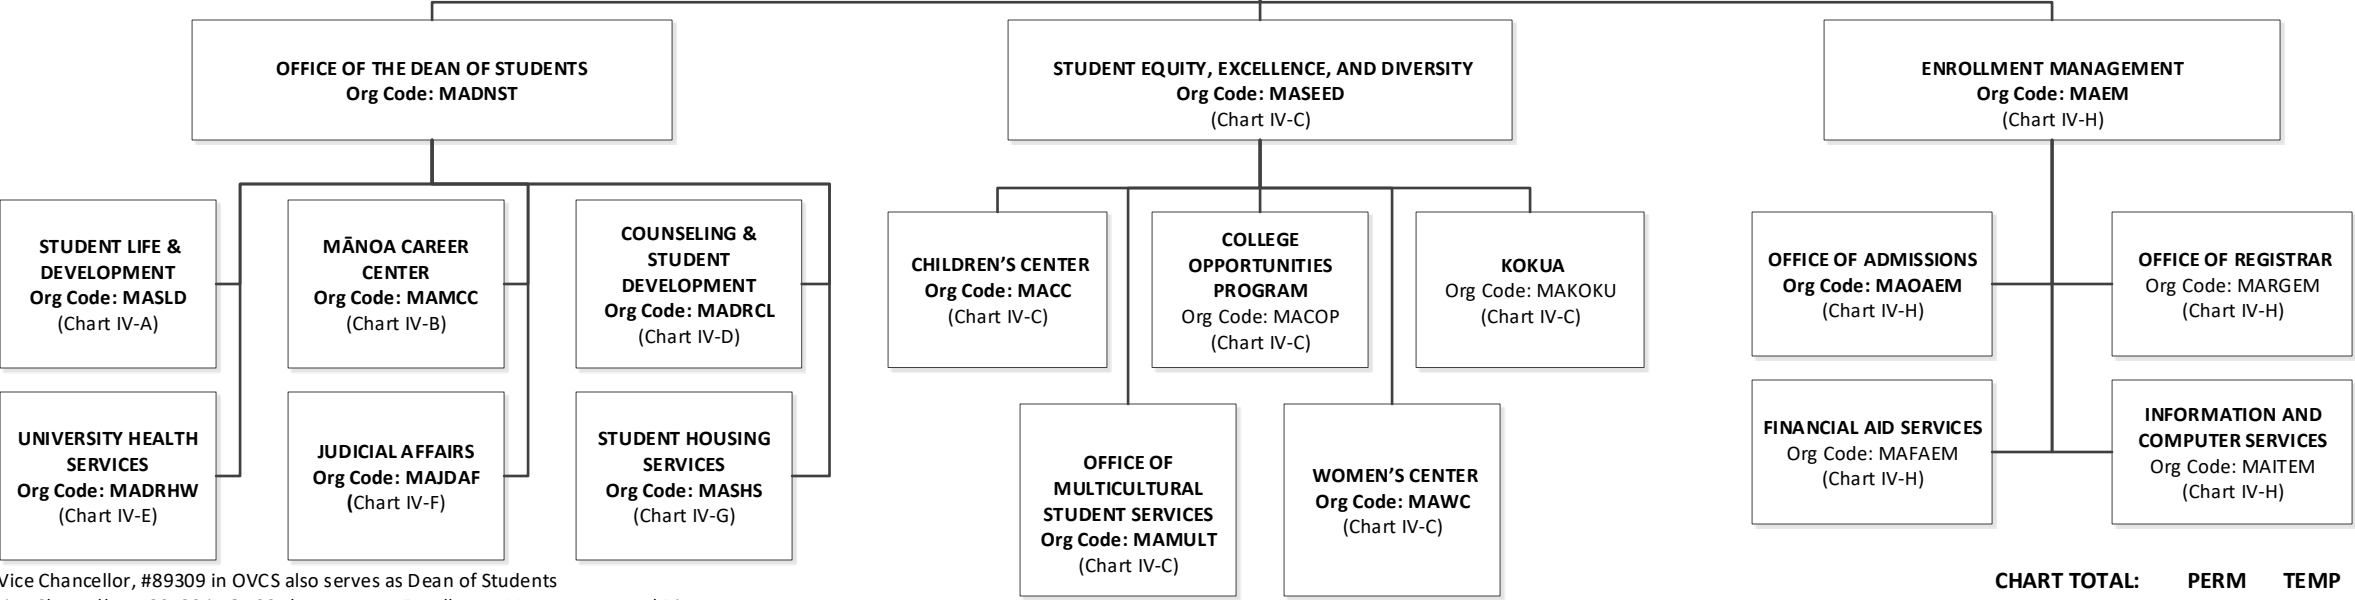 OFFICE OF THE DEAN OF STUDENTS
Org Code: MADNST
STUDENT EQUITY, EXCELLENCE, AND DIVERSITY
Org Code: MASEED
(Chart IV-C)
ENROLLMENT MANAGEMENT
Org Code: MAEM
(Chart IV-H)
STUDENT LIFE &
DEVELOPMENT
Org Code: MASLD
(Chart IV-A)
MĀNOA CAREER
CENTER
Org Code: MAMCC
(Chart IV-B)
COUNSELING &
STUDENT
DEVELOPMENT
Org Code: MADRCL
(Chart IV-D)
CHILDREN’S CENTER
Org Code: MACC
(Chart IV-C)
COLLEGE
OPPORTUNITIES
PROGRAM
Org Code: MACOP
(Chart IV-C)
KOKUA
Org Code: MAKOKU
(Chart IV-C)
OFFICE OF ADMISSIONS
Org Code: MAOAEM
(Chart IV-H)
OFFICE OF REGISTRAR
Org Code: MARGEM
(Chart IV-H)
UNIVERSITY HEALTH
SERVICES
Org Code: MADRHW
(Chart IV-E)
JUDICIAL AFFAIRS
Org Code: MAJDAF
(Chart IV-F)
STUDENT HOUSING
SERVICES
Org Code: MASHS
(Chart IV-G)
OFFICE OF
MULTICULTURAL
STUDENT SERVICES
Org Code: MAMULT
(Chart IV-C)
WOMEN’S CENTER
Org Code: MAWC
(Chart IV-C)
FINANCIAL AID SERVICES
Org Code: MAFAEM
(Chart IV-H)
INFORMATION AND
COMPUTER SERVICES
Org Code: MAITEM
(Chart IV-H)
Vice Chancellor, #89309 in OVCS also serves as Dean of Students
CHART TOTAL: PERM TEMP